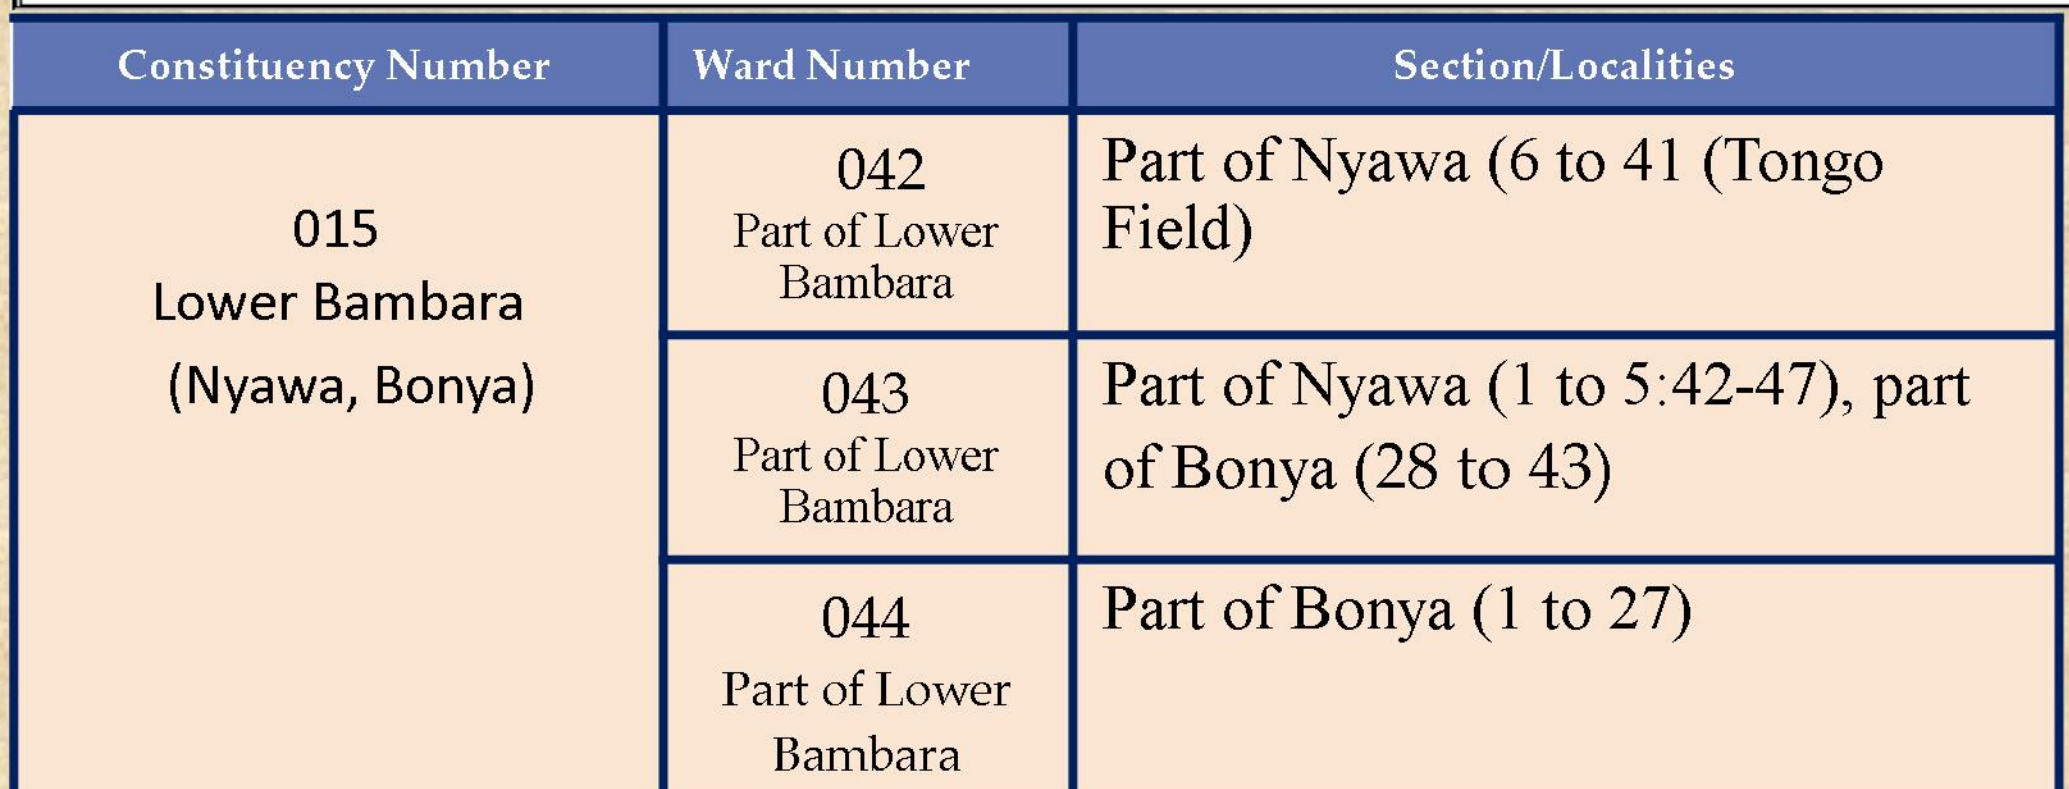 Constituency Number
Ward Number
Section/Localities
015
Lower Bambara
(Nyawa, Bonya)
042
Part of Lower
Bambara
Part of Nyawa (6 to 41 (Tongo
Field)
043
Part of Lower
Bambara
Part of Nyawa (1 to 5:42-47), part
of Bonya (28 to 43)
044
Part of Lower
Bambara
Part of Bonya (1 to 27)